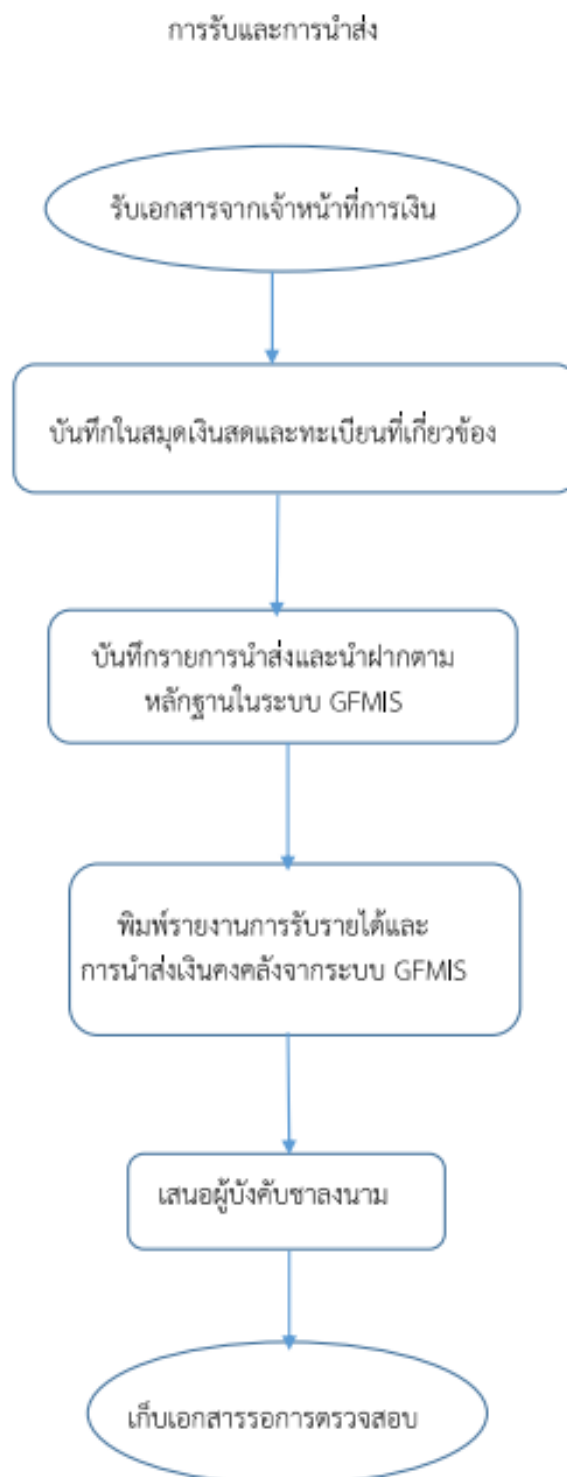 การรับและการนำส่ง
รับเอกสารจากเจ้าหน้าที่การเงิน
บันทึกในสมุดเงินสดและทะเบียนที่เกี่ยวข้อง
บันทึกรายการนำส่งและนำฝากตาม
หลักฐานในระบบ GFMIS
พิมพ์รายงานการรับรายได้และ
การนำส่งเงินคงคลังจากระบบ GFMIS
เสนอผู้บังคับชาลงนาม
เก็บเอกสารรอการตรวจสอบ